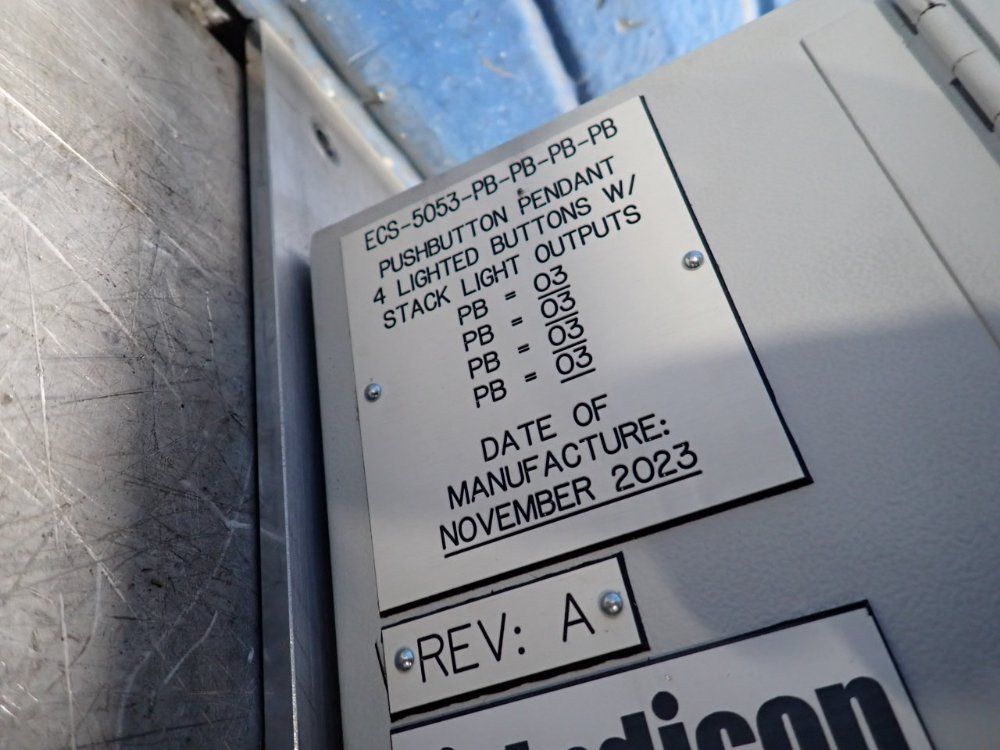 ECS-5053-PB-PB-PB-PB
PUSHBUTTON PENDANT
4 LIGHTED BUTTONS W/
STACK LIGHT OUTPUTS
PB = 03
PB = 03
PB = 03
PB = 03
DATE OF
MANUFACTURE:
NOVEMBER 2023
REV: A